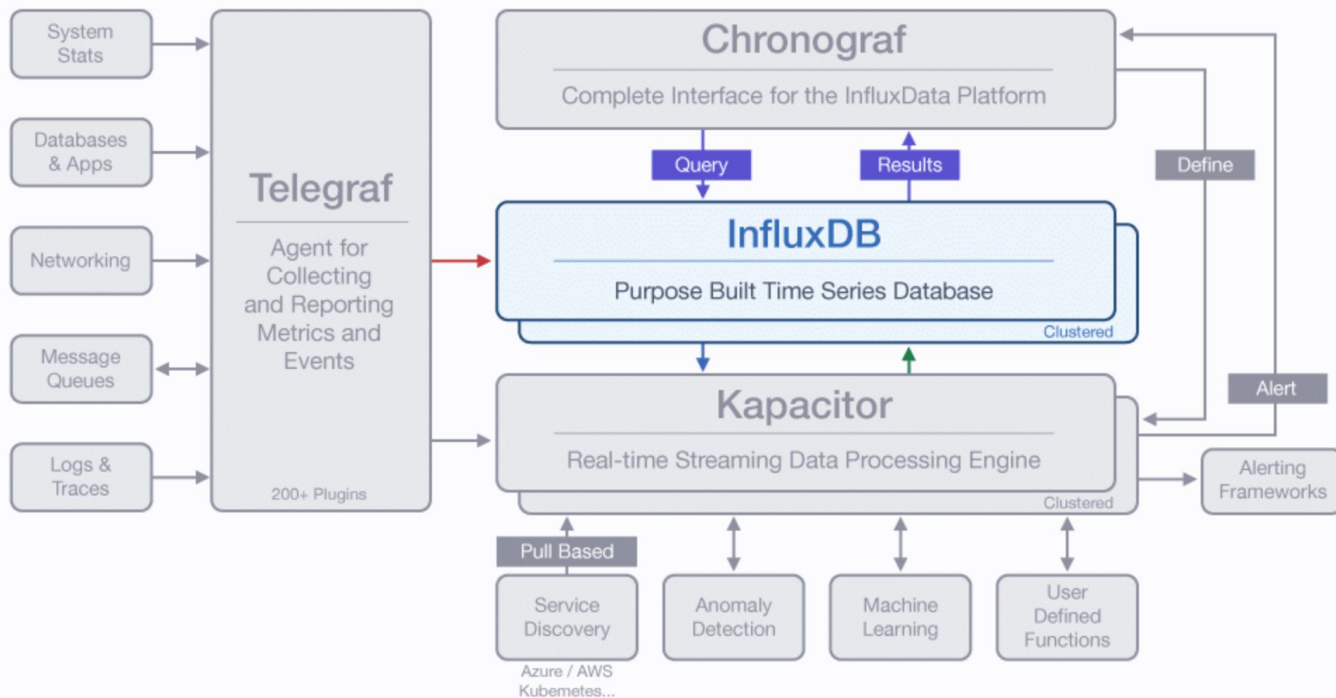 System
Stats
Databases
& Apps
Networking
Message
Queues
Logs &
Traces
Telegraf
Agent for
Collecting
and Reporting
Metrics and
Events
200+ Plugins
Chronograf
Complete Interface for the InfluxData Platform
Query
Results
Define
InfluxDB
Purpose Built Time Series Database
Clustered
Alert
Kapacitor
Real-time Streaming Data Processing Engine
Clustered
Alerting
Frameworks
Pull Based
Service
Discovery
Azure / AWS
Kubernetes...
Anomaly
Detection
Machine
Learning
User
Defined
Functions